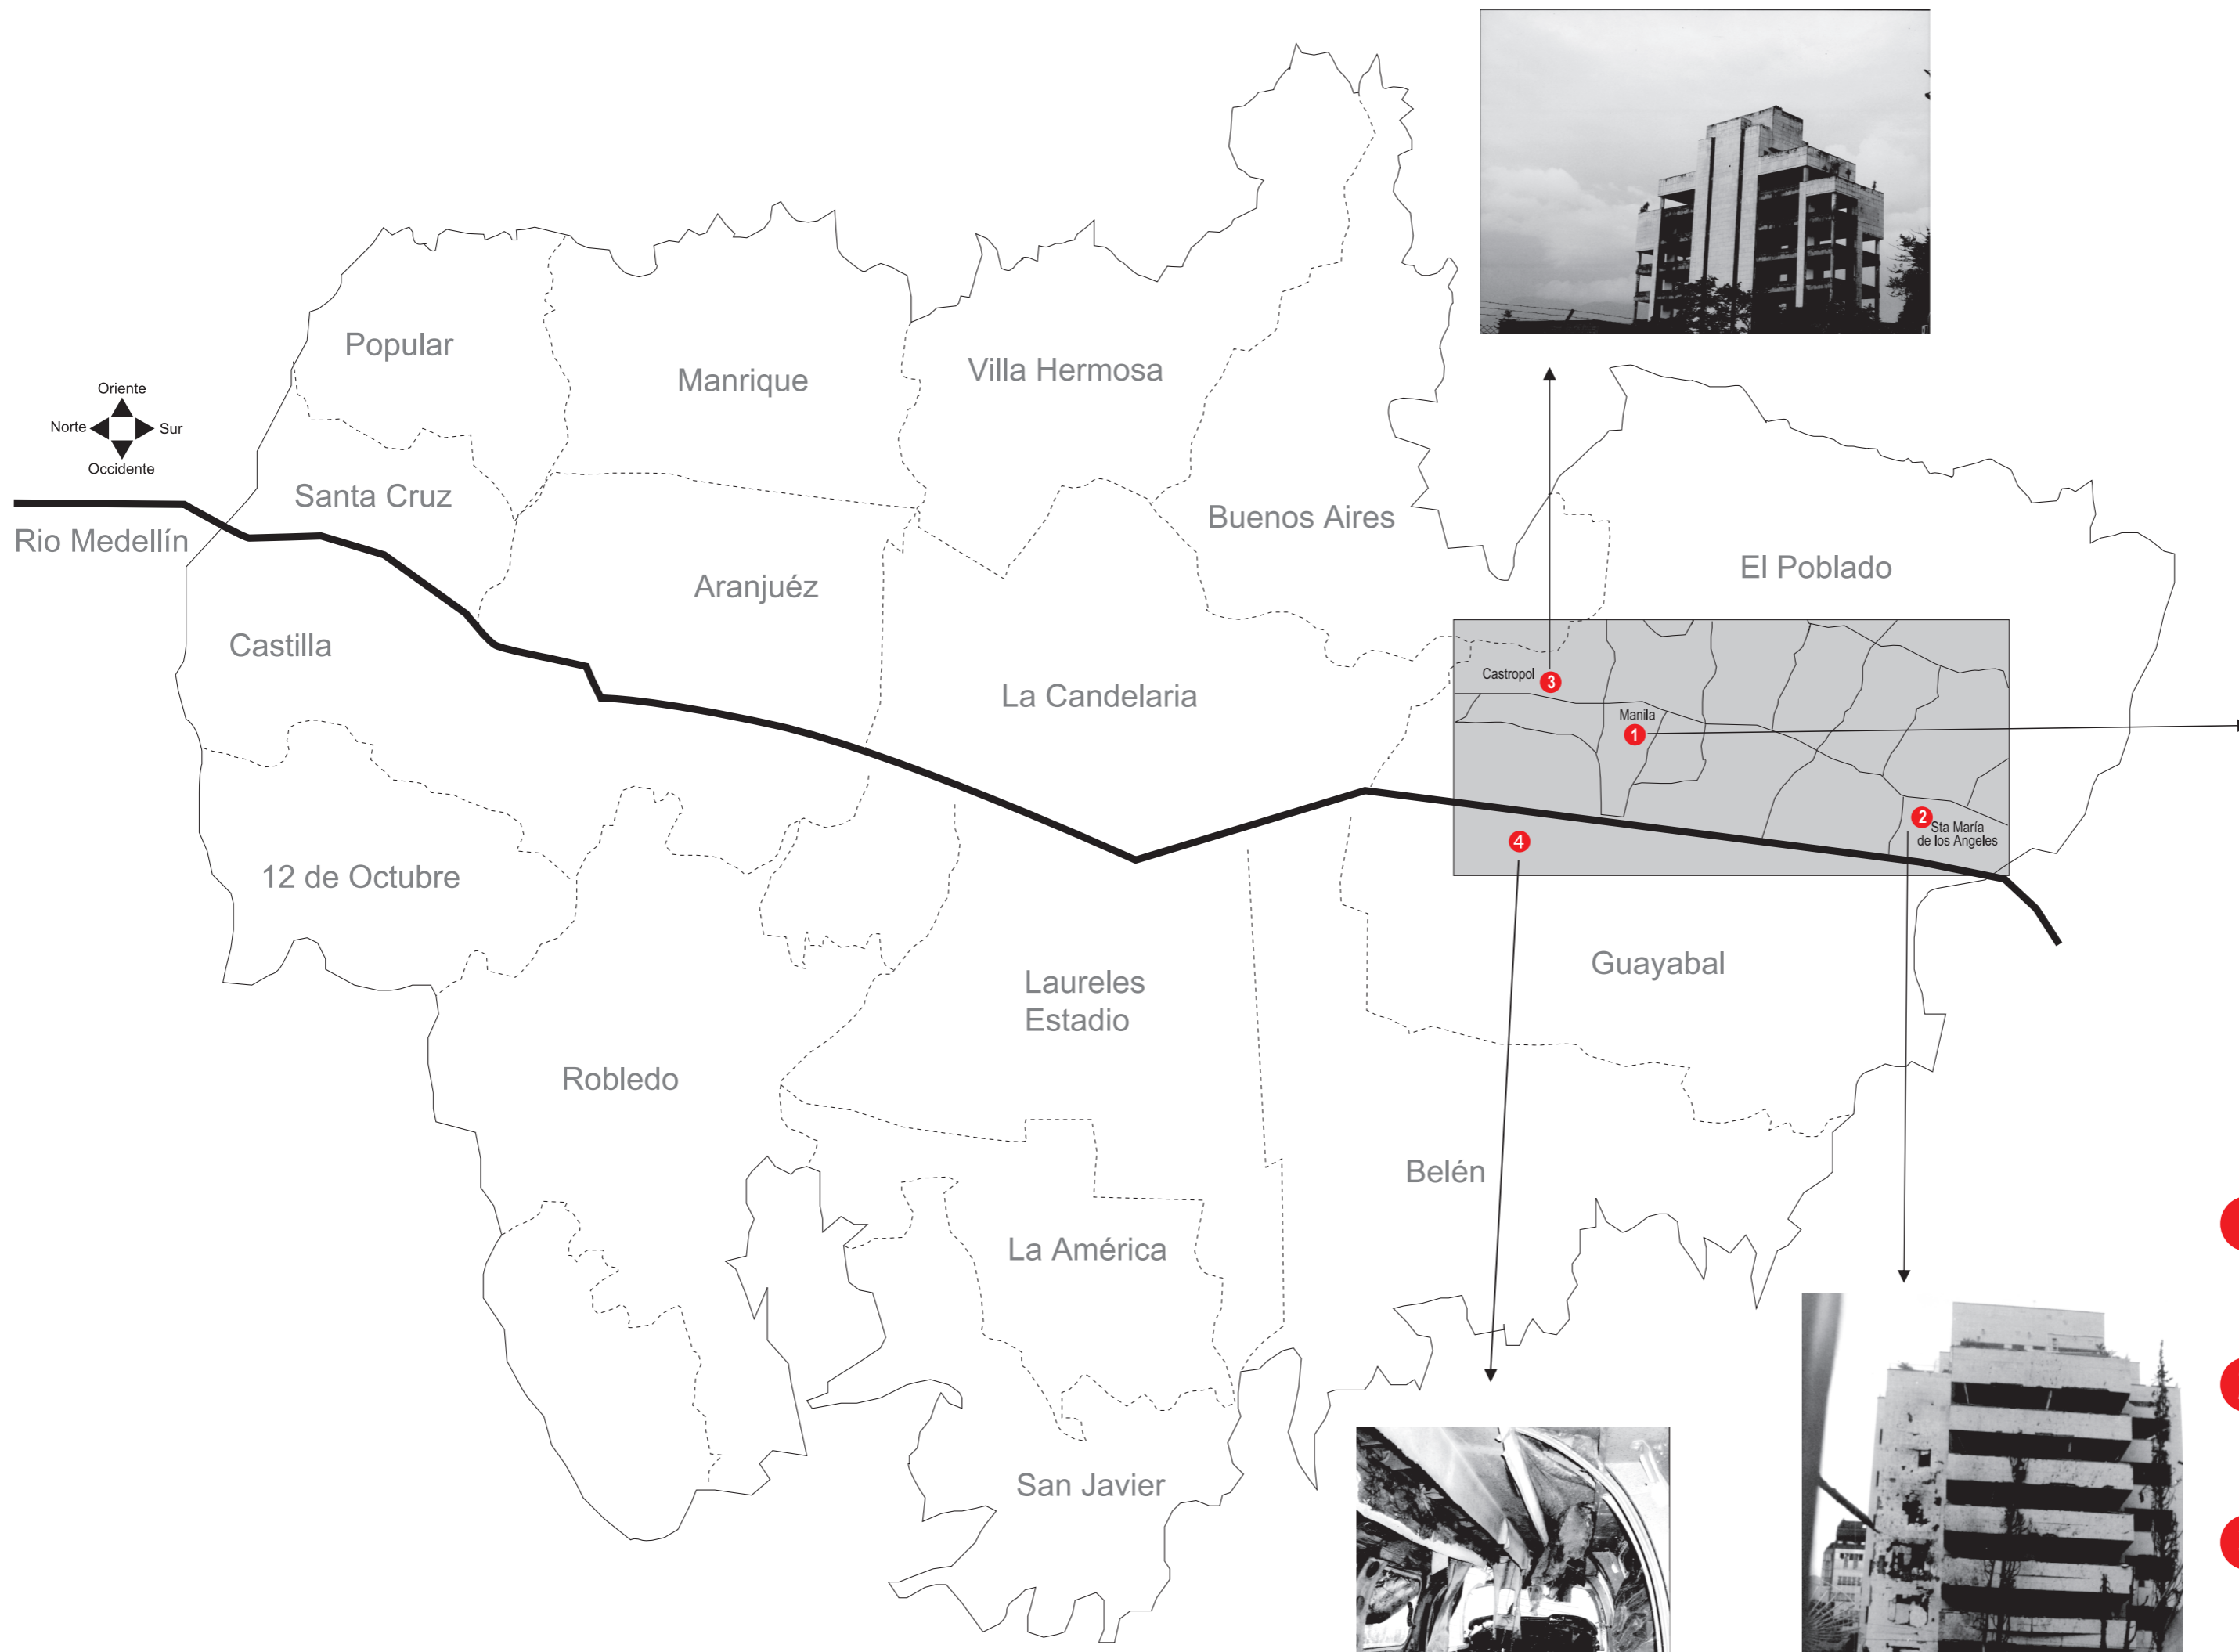 Popular
Manrique
Villa Hermosa
Oriente
Norte
Sur
Occidente
Santa Cruz
Buenos Aires
Rio Medellín
El Poblado
Aranjuéz
Castilla
Castropol
3
La Candelaria
Manila
1
2
Sta María
de los Angeles
4
12 de Octubre
Guayabal
Laureles
Estadio
Robledo
Belén
La América
San Javier